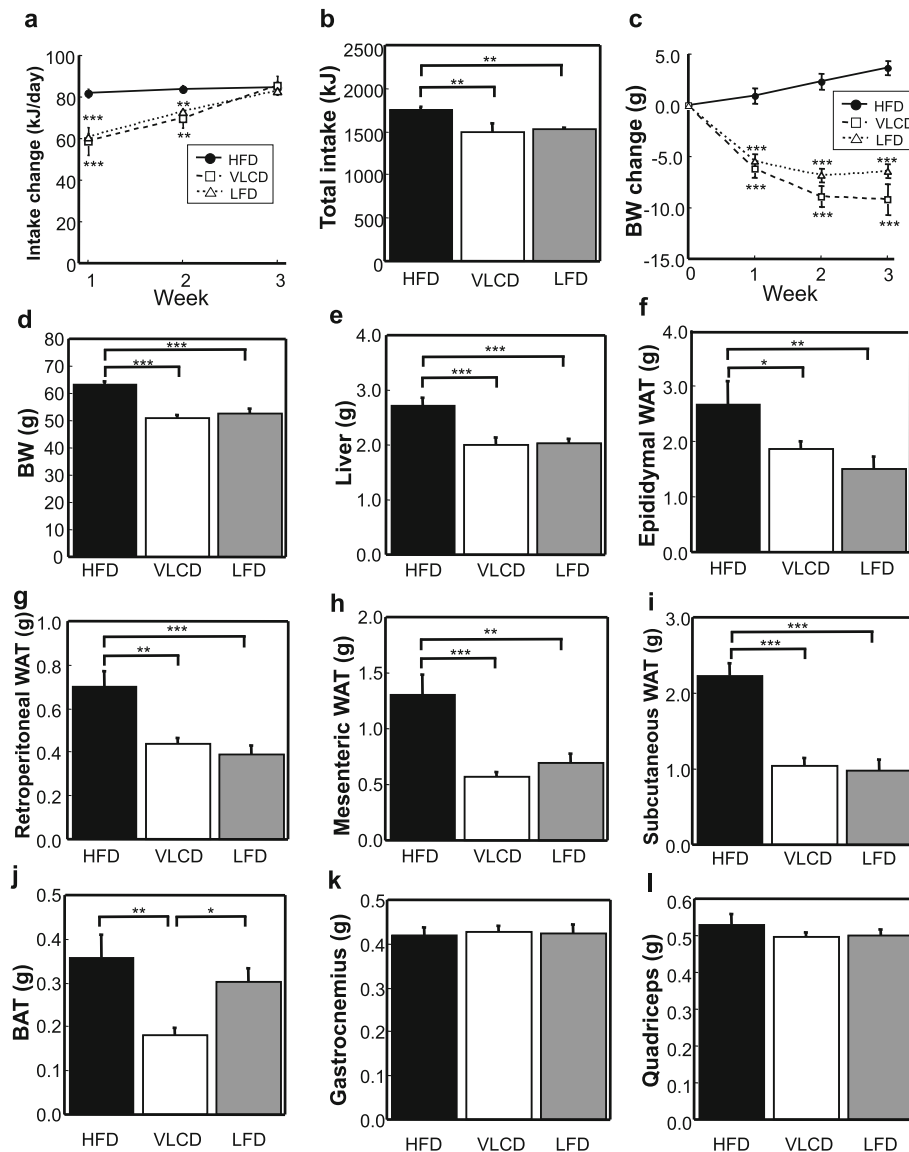 a
Intake change (kJ/day)
100
80
60
40
20
0
***
***
**
**
HFD
VLCD
LFD
1 2 3
Week
b
Total intake (kJ)
2500
2000
1500
1000
500
0
**
**
HFD VLCD LFD
c
BW change (g)
5.0
0.0
-5.0
-10.0
-15.0
HFD
VLCD
LFD
*** *** ***
*** *** ***
0 1 2 3
Week
d
BW (g)
80
70
60
50
40
30
20
10
0
***
***
HFD VLCD LFD
e
Liver (g)
4.0
3.0
2.0
1.0
0.0
***
***
HFD VLCD LFD
f
Epididymal WAT (g)
4.0
3.0
2.0
1.0
0.0
**
*
HFD VLCD LFD
g
Retroperitoneal WAT (g)
1.0
0.8
0.6
0.4
0.2
0.0
***
**
HFD VLCD LFD
h
Mesenteric WAT (g)
2.0
1.5
1.0
0.5
0.0
**
***
HFD VLCD LFD
i
Subcutaneous WAT (g)
3.0
2.0
1.0
0.0
***
***
HFD VLCD LFD
j
BAT (g)
0.5
0.4
0.3
0.2
0.1
0.0
** *
HFD VLCD LFD
k
Gastrocnemius (g)
0.5
0.4
0.3
0.2
0.1
0.0
HFD VLCD LFD
l
Quadriceps (g)
0.6
0.5
0.4
0.3
0.2
0.1
0.0
HFD VLCD LFD